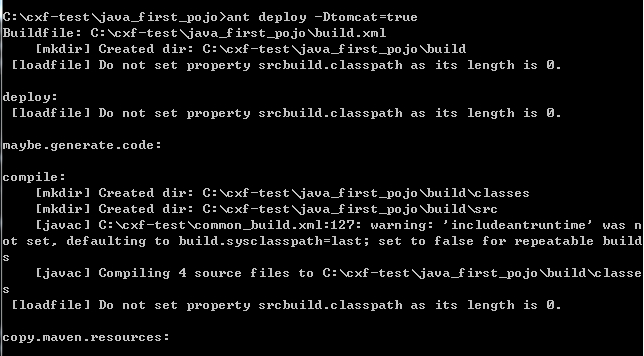 C:\cxf-test\java_first_pojo>ant deploy -Dtomcat=true
Buildfile: C:\cxf-test\java_first_pojo\build.xml
    [mkdir] Created dir: C:\cxf-test\java_first_pojo\build
 [loadfile] Do not set property srcbuild.classpath as its length is 0.

deploy:
 [loadfile] Do not set property srcbuild.classpath as its length is 0.

maybe.generate.code:

compile:
    [mkdir] Created dir: C:\cxf-test\java_first_pojo\build\classes
    [mkdir] Created dir: C:\cxf-test\java_first_pojo\build\src
    [javac] C:\cxf-test\common_build.xml:127: warning: 'includeantruntime' was n
ot set, defaulting to build.sysclasspath=last; set to false for repeatable build
s
    [javac] Compiling 4 source files to C:\cxf-test\java_first_pojo\build\classe
s
 [loadfile] Do not set property srcbuild.classpath as its length is 0.

copy.maven.resources: